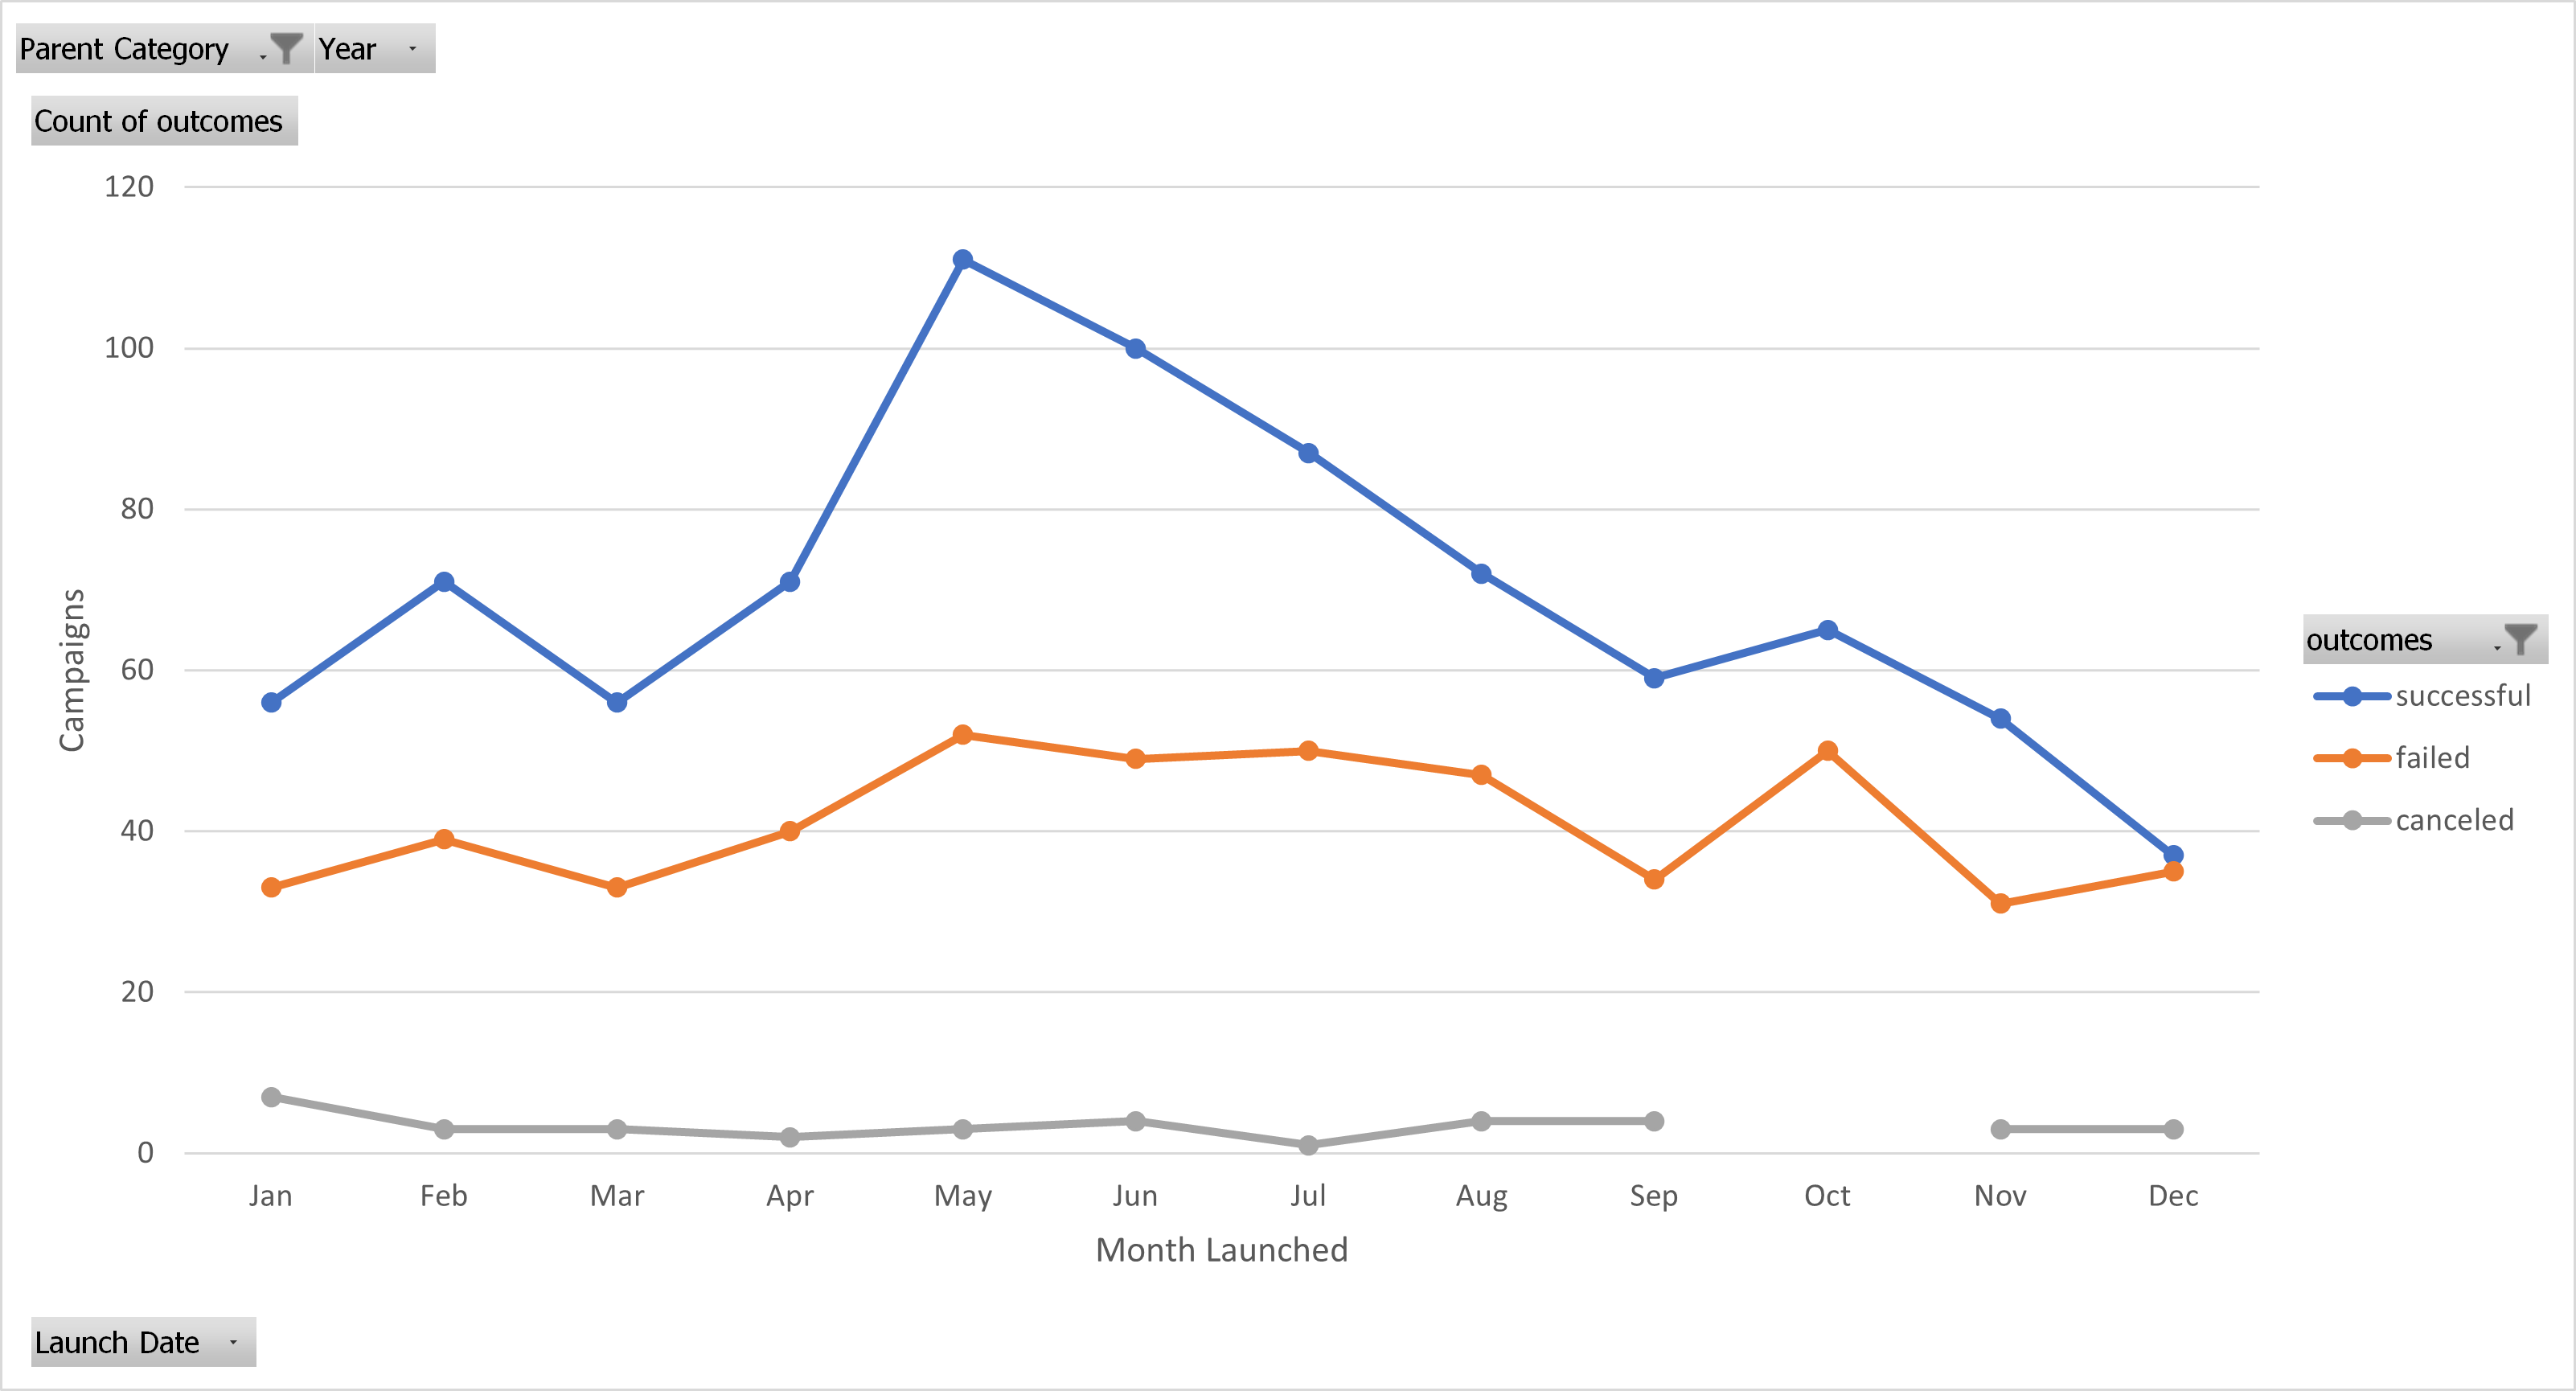 Parent Category Year
Count of outcomes
120
100
80
60
40
20
0
Campaigns
Jan Feb Mar Apr May Jun Jul Aug Sep Oct Nov Dec
Month Launched
outcomes
successful
failed
canceled
Launch Date